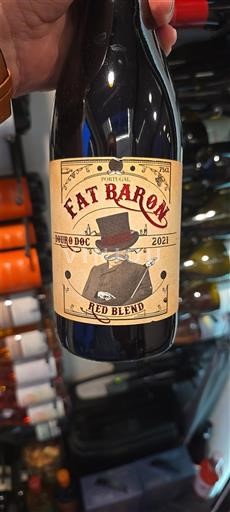 PORTUGAL
FAT BARON
DOURO DOC 2021
RED BLEND